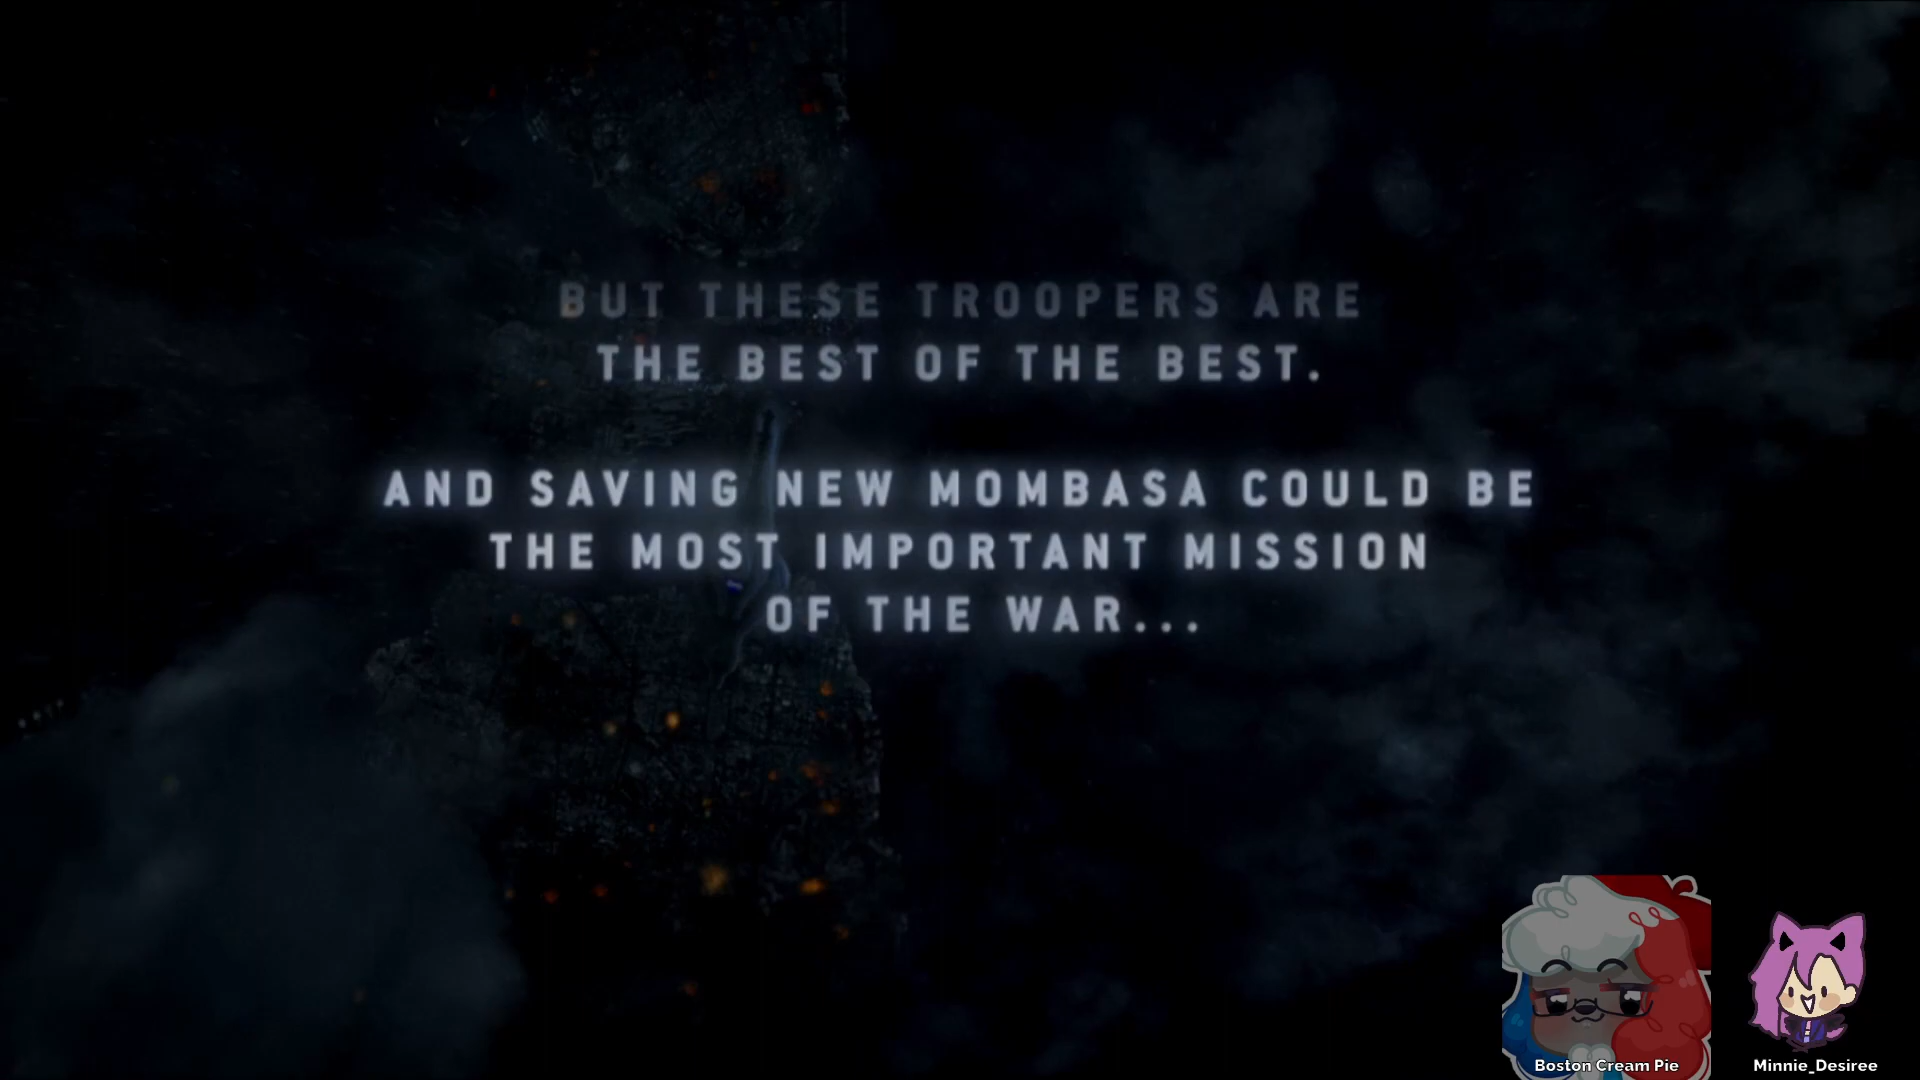 BUT THESE TROOPERS ARE
THE BEST OF THE BEST.
AND SAVING NEW MOMBASA COULD BE
THE MOST IMPORTANT MISSION
OF THE WAR...
Boston Cream Pie
Minnie_Desiree